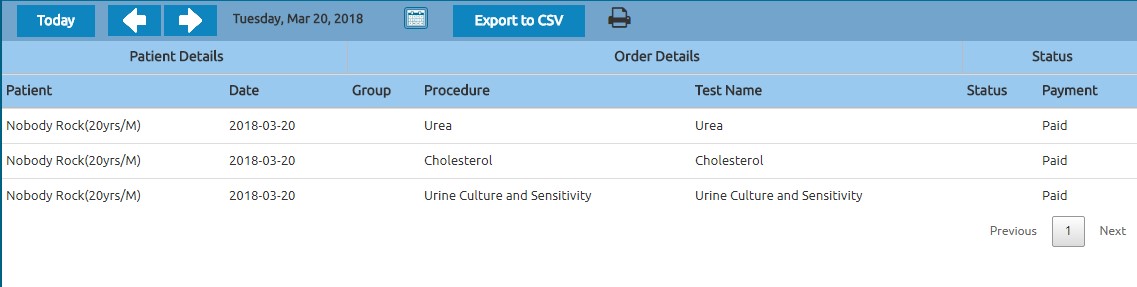 Today Tuesday, Mar 20, 2018 Export to CSV
Patient Details Order Details Status
Patient Date Group Procedure Test Name Status Payment
Nobody Rock(20yrs/M) 2018-03-20 Urea Urea Paid
Nobody Rock(20yrs/M) 2018-03-20 Cholesterol Cholesterol Paid
Nobody Rock(20yrs/M) 2018-03-20 Urine Culture and Sensitivity Urine Culture and Sensitivity Paid
Previous 1 Next